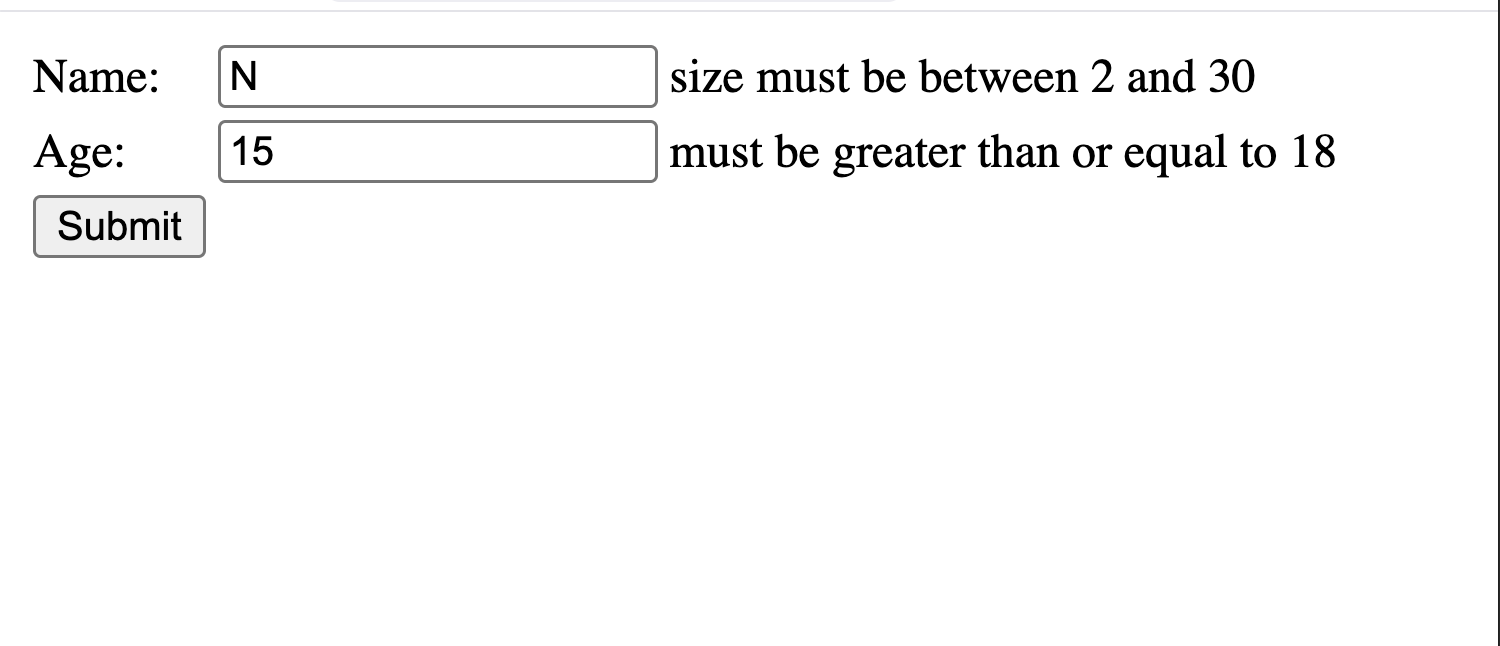 Name: N size must be between 2 and 30
Age: 15 must be greater than or equal to 18
Submit